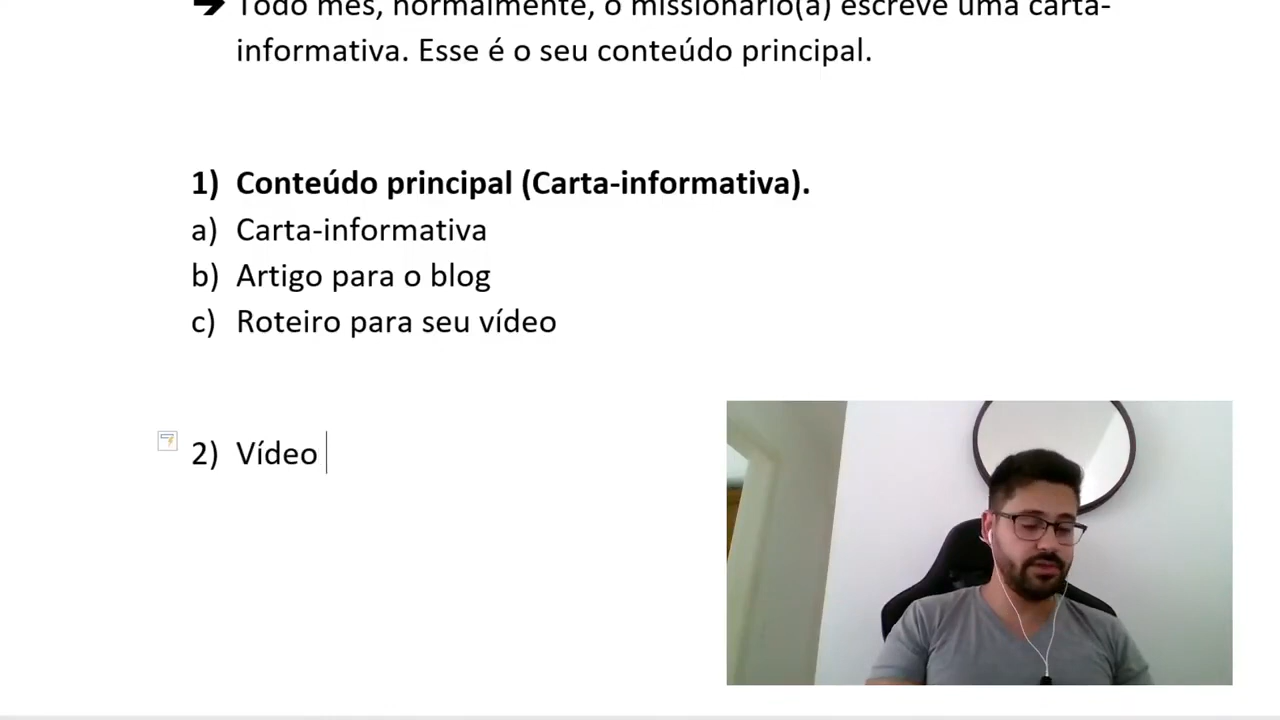 ➔ Todo mês, normalmente, o missionário(a) escreve uma carta-
informativa. Esse é o seu conteúdo principal.
1) Conteúdo principal (Carta-informativa).
a) Carta-informativa
b) Artigo para o blog
c) Roteiro para seu vídeo
2) Vídeo